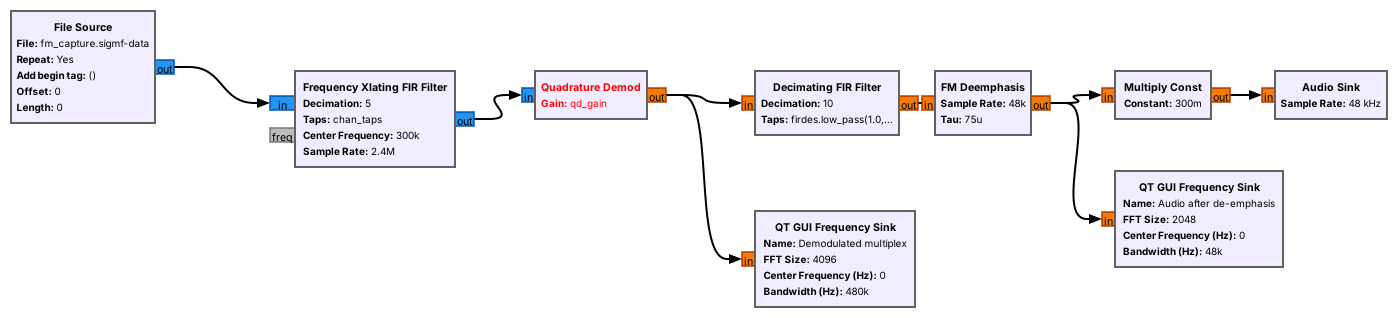 File Source
File: fm_capture.sigmf-data
Repeat: Yes
Add begin tag: ()
Offset: 0
Length: 0
out
in
freq
Frequency Xlating FIR Filter
Decimation: 5
Taps: chan_taps
Center Frequency: 300k
Sample Rate: 2.4M
out
in
Quadrature Demod
Gain: qd_gain
out
in
Decimating FIR Filter
Decimation: 10
Taps: firdes.low_pass(1.0,...
out
in
QT GUI Frequency Sink
Name: Demodulated multiplex
FFT Size: 4096
Center Frequency (Hz): 0
Bandwidth (Hz): 480k
in
FM Deemphasis
Sample Rate: 48k
Tau: 75u
out
in
Multiply Const
Constant: 300m
out
in
Audio Sink
Sample Rate: 48 kHz
in
QT GUI Frequency Sink
Name: Audio after de-emphasis
FFT Size: 2048
Center Frequency (Hz): 0
Bandwidth (Hz): 48k